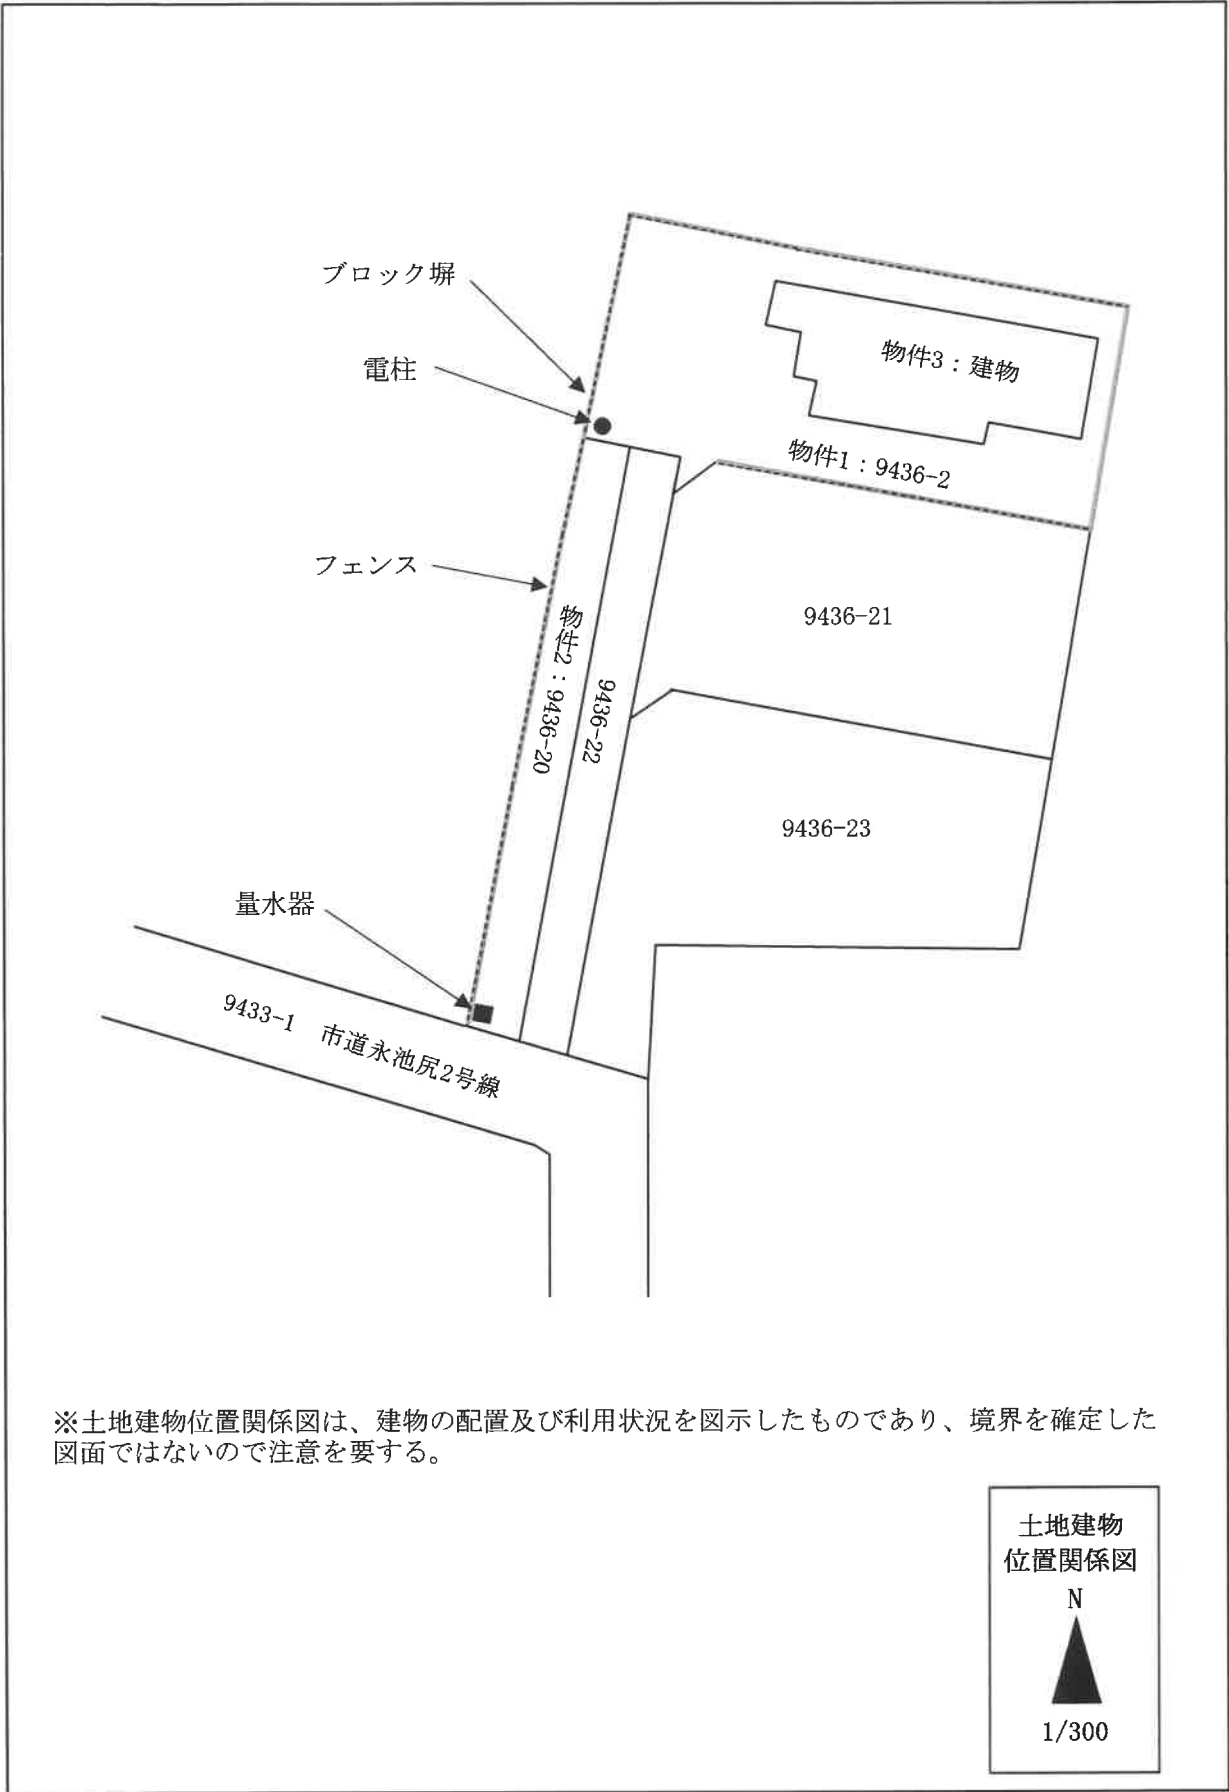 ブロック塀
電柱
物件3：建物
物件1：9436-2
フェンス
物件2：9436-20
9436-22
9436-21
9436-23
量水器
9433-1　市道永池尻2号線
※土地建物位置関係図は、建物の配置及び利用状況を図示したものであり、境界を確定した
図面ではないので注意を要する。
土地建物
位置関係図
N
1/300